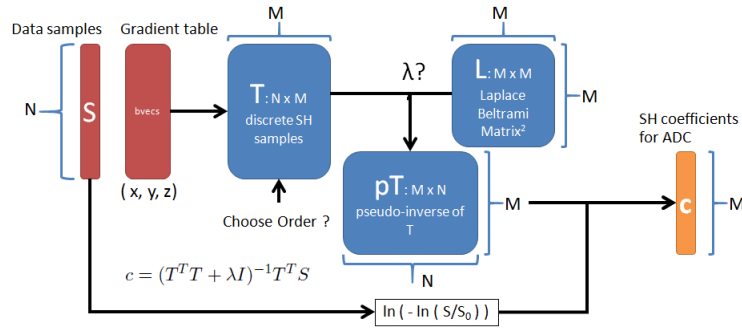 Data samples
Gradient table
M
N
S
bvecs
( x, y, z)
T : N x M
discrete SH
samples
Choose Order ?
λ?
L : M x M
Laplace
Beltrami
Matrix²
M
pT : M x N
pseudo-inverse of
T
M
N
SH coefficients
for ADC
c
M
c = (TᵀT + λI)⁻¹TᵀS
ln ( - ln ( S/S₀ ) )